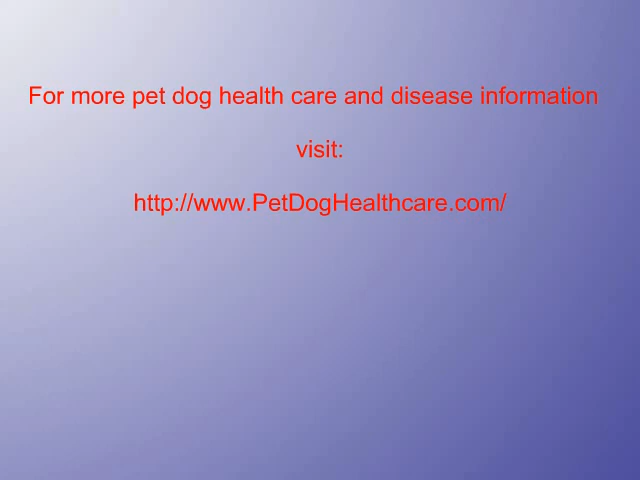 For more pet dog health care and disease information
visit:
http://www.PetDogHealthcare.com/